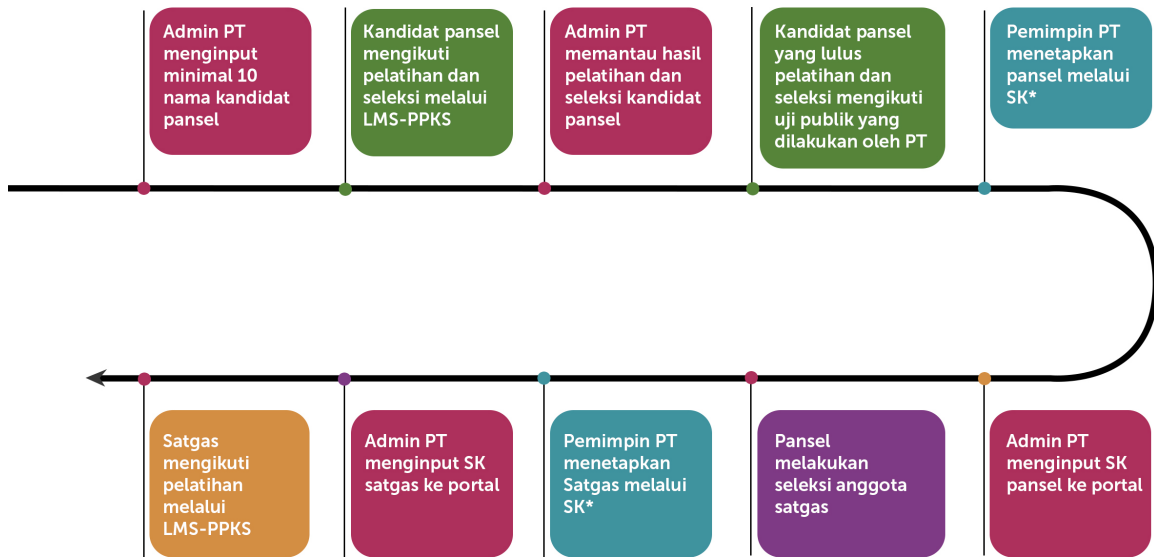 Admin PT
menginput
minimal 10
nama kandidat
pansel
Kandidat pansel
mengikuti
pelatihan dan
seleksi melalui
LMS-PPKS
Admin PT
memantau hasil
pelatihan dan
seleksi kandidat
pansel
Kandidat pansel
yang lulus
pelatihan dan
seleksi mengikuti
uji publik yang
dilakukan oleh PT
Pemimpin PT
menetapkan
pansel melalui
SK*
Admin PT
menginput SK
pansel ke portal
Pansel
melakukan
seleksi anggota
satgas
Pemimpin PT
menetapkan
Satgas melalui
SK*
Admin PT
menginput SK
satgas ke portal
Satgas
mengikuti
pelatihan
melalui
LMS-PPKS